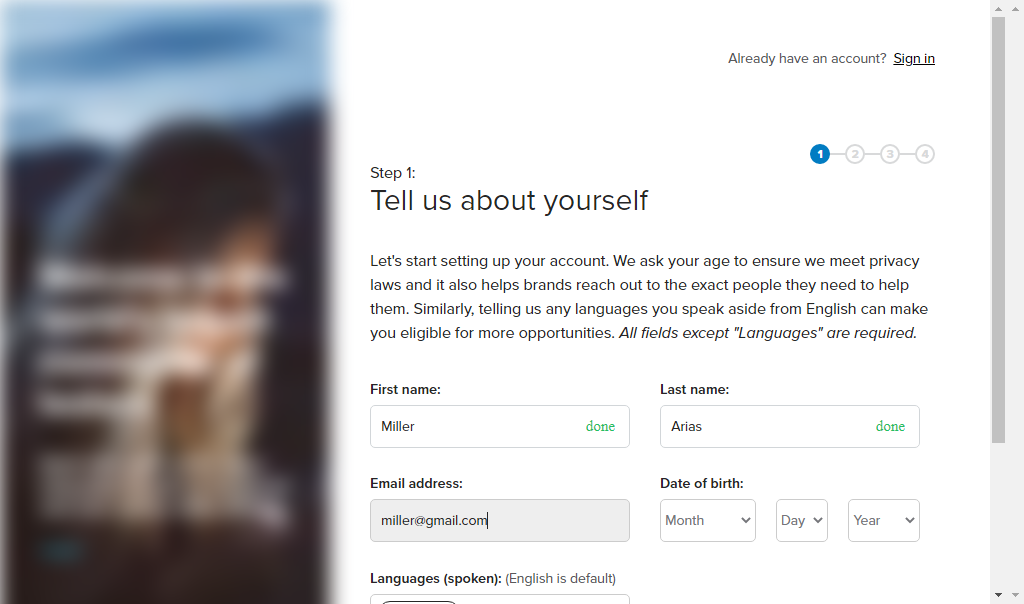 Already have an account? Sign in
1 2 3 4
Step 1:
Tell us about yourself
Let's start setting up your account. We ask your age to ensure we meet privacy
laws and it also helps brands reach out to the exact people they need to help
them. Similarly, telling us any languages you speak aside from English can make
you eligible for more opportunities. All fields except "Languages" are required.
First name: Last name:
Miller done Arias done
Email address: Date of birth:
miller@gmail.com Month Day Year
Languages (spoken): (English is default)